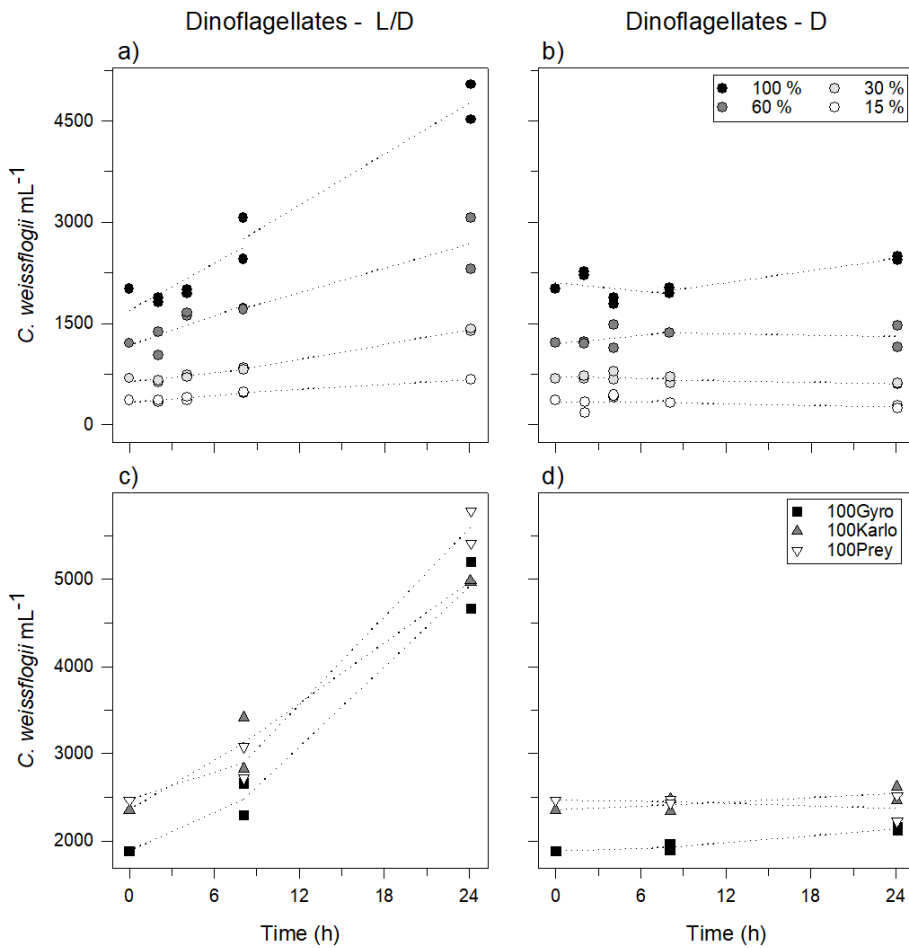 Dinoflagellates - L/D
Dinoflagellates - D
a)
b)
100 %
30 %
60 %
15 %
4500
3000
1500
0
C. weissflogii mL-1
c)
d)
100Gyro
100Karlo
100Prey
5000
4000
3000
2000
C. weissflogii mL-1
0 6 12 18 24
0 6 12 18 24
Time (h)
Time (h)